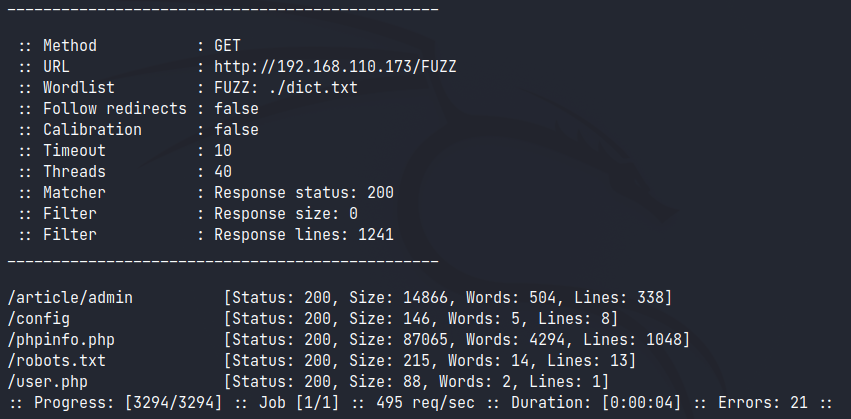 ________________________________________________
:: Method : GET
:: URL : http://192.168.110.173/FUZZ
:: Wordlist : FUZZ: ./dict.txt
:: Follow redirects : false
:: Calibration : false
:: Timeout : 10
:: Threads : 40
:: Matcher : Response status: 200
:: Filter : Response size: 0
:: Filter : Response lines: 1241
________________________________________________
/article/admin [Status: 200, Size: 14866, Words: 504, Lines: 338]
/config [Status: 200, Size: 146, Words: 5, Lines: 8]
/phpinfo.php [Status: 200, Size: 87065, Words: 4294, Lines: 1048]
/robots.txt [Status: 200, Size: 215, Words: 14, Lines: 13]
/user.php [Status: 200, Size: 88, Words: 2, Lines: 1]
:: Progress: [3294/3294] :: Job [1/1] :: 495 req/sec :: Duration: [0:00:04] :: Errors: 21 ::